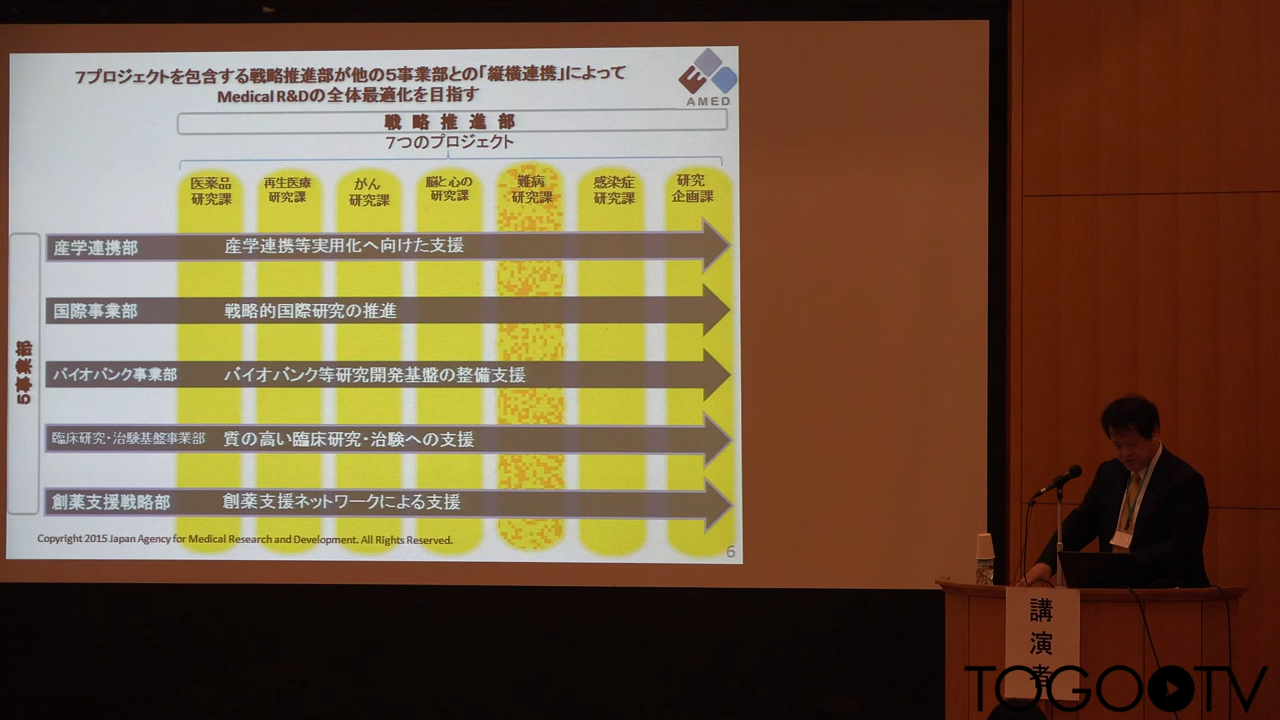 7プロジェクトを包含する戦略推進部が他の5事業部との「縦横連携」によって
Medical R&Dの全体最適化を目指す
AMED
戦略推進部
7つのプロジェクト
医薬品
研究課
再生医療
研究課
がん
研究課
脳と心の
研究課
難病
研究課
感染症
研究課
研究
企画課
5事業部
産学連携部 産学連携等実用化へ向けた支援
国際事業部 戦略的国際研究の推進
バイオバンク事業部 バイオバンク等研究開発基盤の整備支援
臨床研究・治験基盤事業部 質の高い臨床研究・治験への支援
創薬支援戦略部 創薬支援ネットワークによる支援
Copyright 2015 Japan Agency for Medical Research and Development. All Rights Reserved.
6
講演者
TOGOTV